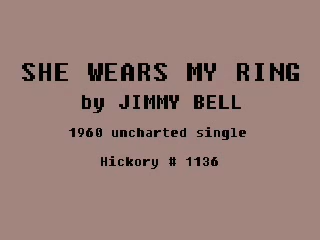 SHE WEARS MY RING
by JIMMY BELL
1960 uncharted single
Hickory # 1136